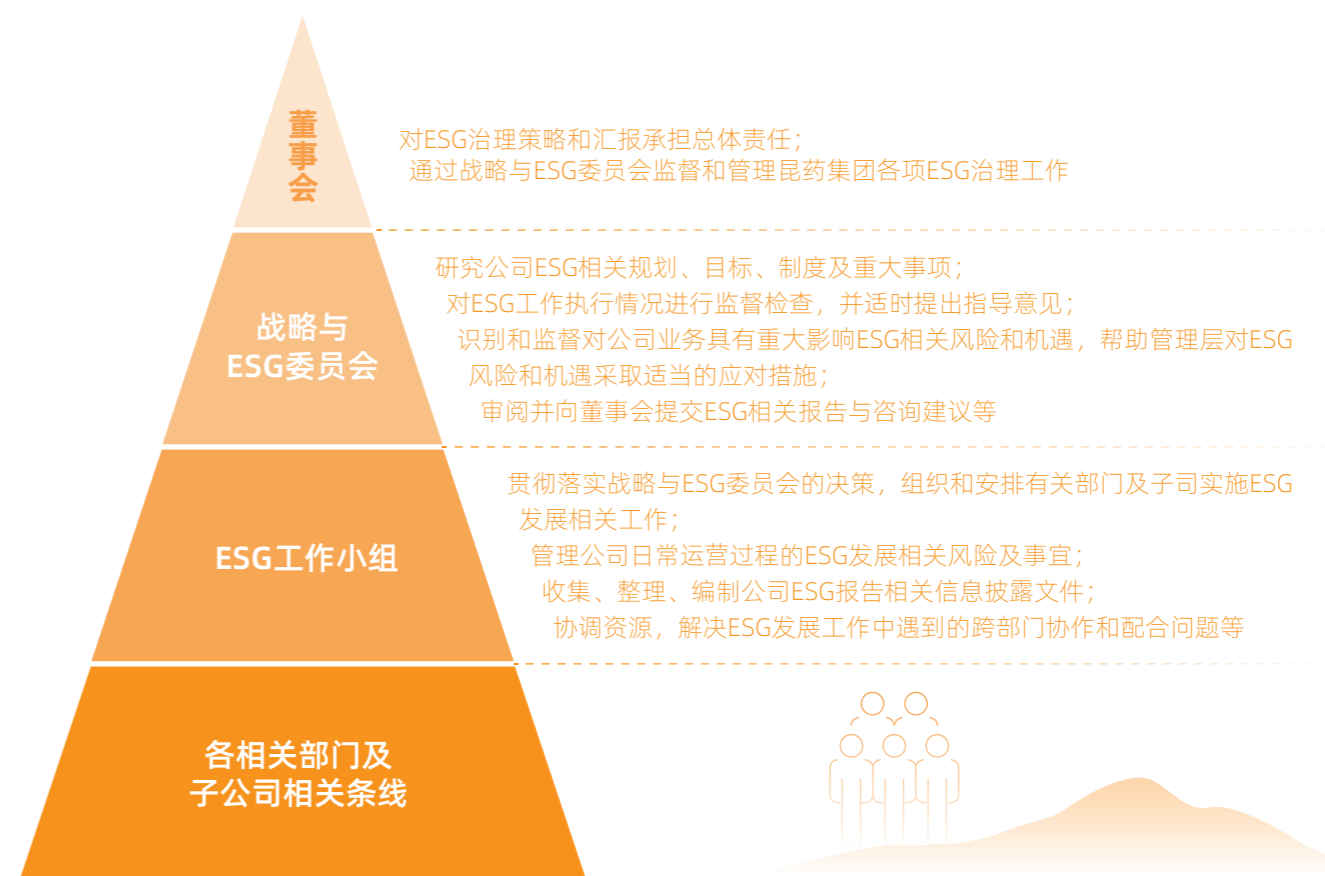 董事会
对ESG治理策略和汇报承担总体责任；
通过战略与ESG委员会监督和管理昆药集团各项ESG治理工作
战略与
ESG委员会
研究公司ESG相关规划、目标、制度及重大事项；
对ESG工作执行情况进行监督检查，并适时提出指导意见；
识别和监督对公司业务具有重大影响ESG相关风险和机遇，帮助管理层对ESG
风险和机遇采取适当的应对措施；
审阅并向董事会提交ESG相关报告与咨询建议等
ESG工作小组
贯彻落实战略与ESG委员会的决策，组织和安排有关部门及子司实施ESG
发展相关工作；
管理公司日常运营过程的ESG发展相关风险及事宜；
收集、整理、编制公司ESG报告相关信息披露文件；
协调资源，解决ESG发展工作中遇到的跨部门协作和配合问题等
各相关部门及
子公司相关条线